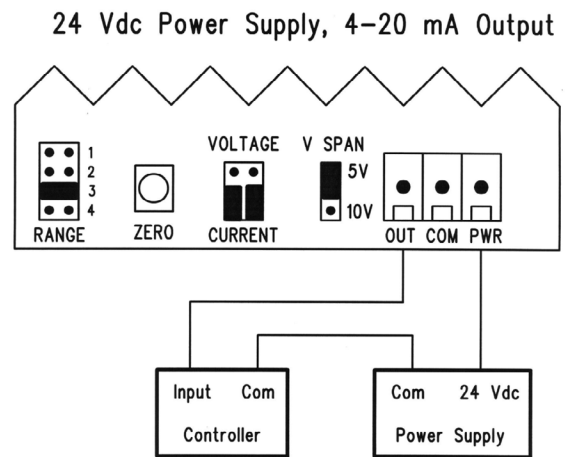 24 Vdc Power Supply, 4-20 mA Output
VOLTAGE V SPAN
1
2
3
4
5V
10V
RANGE ZERO CURRENT OUT COM PWR
Input Com
Controller
Com 24 Vdc
Power Supply